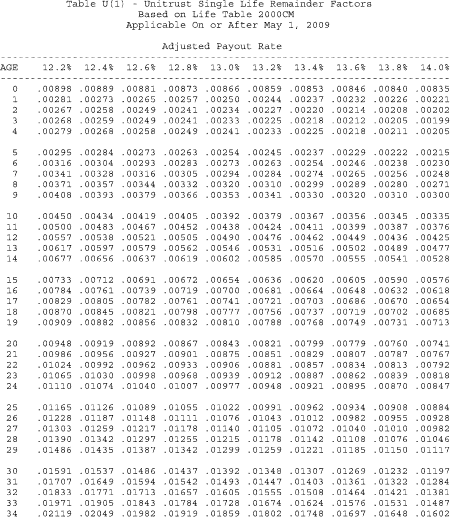 Table U(1) - Unitrust Single Life Remainder Factors
Based on Life Table 2000CM
Applicable On or After May 1, 2009
Adjusted Payout Rate
AGE 12.2% 12.4% 12.6% 12.8% 13.0% 13.2% 13.4% 13.6% 13.8% 14.0%
0 .00898 .00889 .00881 .00873 .00866 .00859 .00853 .00846 .00840 .00835
1 .00281 .00273 .00265 .00257 .00250 .00244 .00237 .00232 .00226 .00221
2 .00267 .00258 .00249 .00241 .00234 .00227 .00220 .00214 .00208 .00202
3 .00268 .00259 .00249 .00241 .00233 .00225 .00218 .00212 .00205 .00199
4 .00279 .00268 .00258 .00249 .00241 .00233 .00225 .00218 .00211 .00205
5 .00295 .00284 .00273 .00263 .00254 .00245 .00237 .00229 .00222 .00215
6 .00316 .00304 .00293 .00283 .00273 .00263 .00254 .00246 .00238 .00230
7 .00341 .00328 .00316 .00305 .00294 .00284 .00274 .00265 .00256 .00248
8 .00371 .00357 .00344 .00332 .00320 .00310 .00299 .00289 .00280 .00271
9 .00408 .00393 .00379 .00366 .00353 .00341 .00330 .00320 .00310 .00300
10 .00450 .00434 .00419 .00405 .00392 .00379 .00367 .00356 .00345 .00335
11 .00500 .00483 .00467 .00452 .00438 .00424 .00411 .00399 .00387 .00376
12 .00557 .00538 .00521 .00505 .00490 .00476 .00462 .00449 .00436 .00425
13 .00617 .00597 .00579 .00562 .00546 .00531 .00516 .00502 .00489 .00477
14 .00677 .00656 .00637 .00619 .00602 .00585 .00570 .00555 .00541 .00528
15 .00733 .00712 .00691 .00672 .00654 .00636 .00620 .00605 .00590 .00576
16 .00784 .00761 .00739 .00719 .00700 .00681 .00664 .00648 .00632 .00618
17 .00829 .00805 .00782 .00761 .00741 .00721 .00703 .00686 .00670 .00654
18 .00870 .00845 .00821 .00798 .00777 .00756 .00737 .00719 .00702 .00685
19 .00909 .00882 .00856 .00832 .00810 .00788 .00768 .00749 .00731 .00713
20 .00948 .00919 .00892 .00867 .00843 .00821 .00799 .00779 .00760 .00741
21 .00986 .00956 .00927 .00901 .00875 .00851 .00829 .00807 .00787 .00767
22 .01024 .00992 .00962 .00933 .00906 .00881 .00857 .00834 .00813 .00792
23 .01065 .01030 .00998 .00968 .00939 .00912 .00887 .00862 .00839 .00818
24 .01110 .01074 .01040 .01007 .00977 .00948 .00921 .00895 .00870 .00847
25 .01165 .01126 .01089 .01055 .01022 .00991 .00962 .00934 .00908 .00884
26 .01228 .01187 .01148 .01111 .01076 .01043 .01012 .00982 .00955 .00928
27 .01303 .01259 .01217 .01178 .01140 .01105 .01072 .01040 .01010 .00982
28 .01390 .01342 .01297 .01255 .01215 .01178 .01142 .01108 .01076 .01046
29 .01486 .01435 .01387 .01342 .01299 .01259 .01221 .01185 .01150 .01117
30 .01591 .01537 .01486 .01437 .01392 .01348 .01307 .01269 .01232 .01197
31 .01707 .01649 .01594 .01542 .01493 .01447 .01403 .01361 .01322 .01284
32 .01833 .01771 .01713 .01657 .01605 .01555 .01508 .01464 .01421 .01381
33 .01971 .01905 .01843 .01784 .01728 .01674 .01624 .01576 .01531 .01487
34 .02119 .02049 .01982 .01919 .01859 .01802 .01748 .01697 .01648 .01602